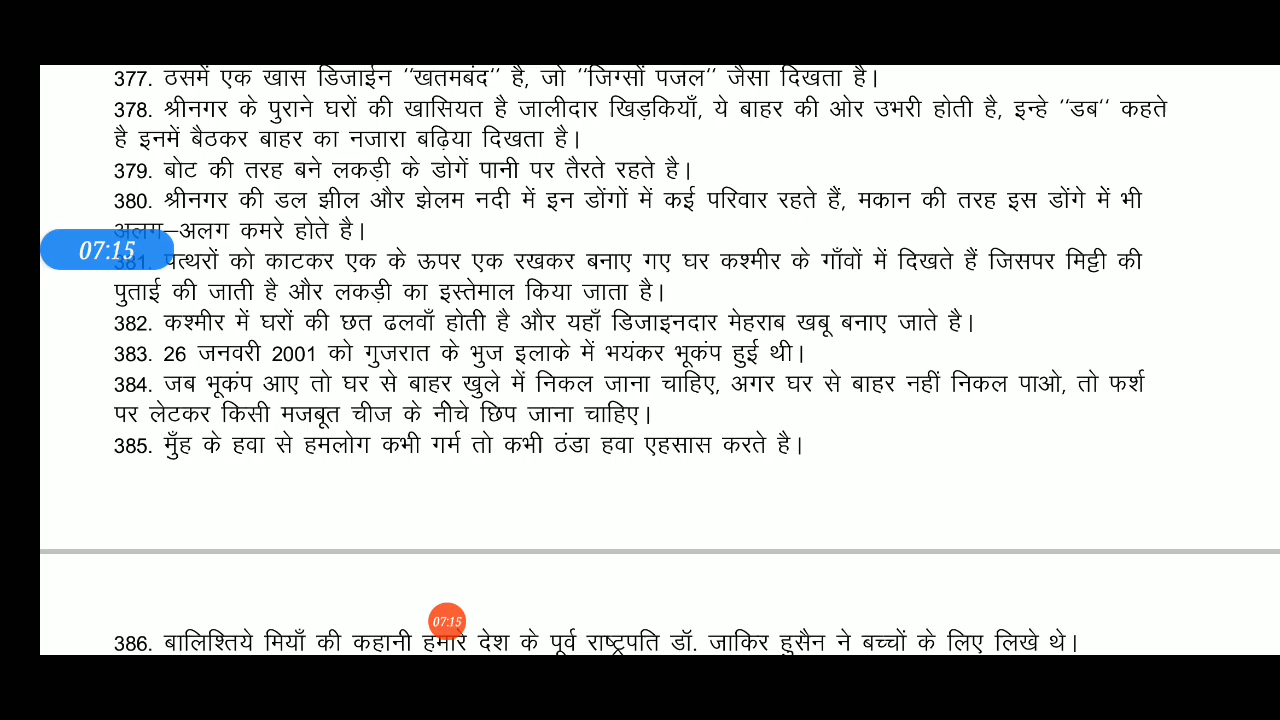 377. ठसमें एक खास डिजाईन ‘‘खतमबंद‘‘ है, जो ‘‘जिग्सों पजल‘‘ जैसा दिखता है।
378. श्रीनगर के पुराने घरों की खासियत है जालीदार खिड़कियाँ, ये बाहर की ओर उभरी होती है, इन्हे ‘‘डब‘‘ कहते
है इनमें बैठकर बाहर का नजारा बढ़िया दिखता है।
379. बोट की तरह बने लकड़ी के डोगें पानी पर तैरते रहते है।
380. श्रीनगर की डल झील और झेलम नदी में इन डोंगों में कई परिवार रहते हैं, मकान की तरह इस डोंगे में भी
अलग–अलग कमरे होते है।
07:15
381. पत्थरों को काटकर एक के ऊपर एक रखकर बनाए गए घर कश्मीर के गाँवों में दिखते हैं जिसपर मिट्टी की
पुताई की जाती है और लकड़ी का इस्तेमाल किया जाता है।
382. कश्मीर में घरों की छत ढलवाँ होती है और यहाँ डिजाइनदार मेहराब खबू बनाए जाते है।
383. 26 जनवरी 2001 को गुजरात के भुज इलाके में भयंकर भूकंप हुई थी।
384. जब भूकंप आए तो घर से बाहर खुले में निकल जाना चाहिए, अगर घर से बाहर नहीं निकल पाओ, तो फर्श
पर लेटकर किसी मजबूत चीज के नीचे छिप जाना चाहिए।
385. मुँह के हवा से हमलोग कभी गर्म तो कभी ठंडा हवा एहसास करते है।
07:15
386. बालिश्तिये मियाँ की कहानी हमारे देश के पूर्व राष्ट्रपति डॉ. जाकिर हुसैन ने बच्चों के लिए लिखे थे।